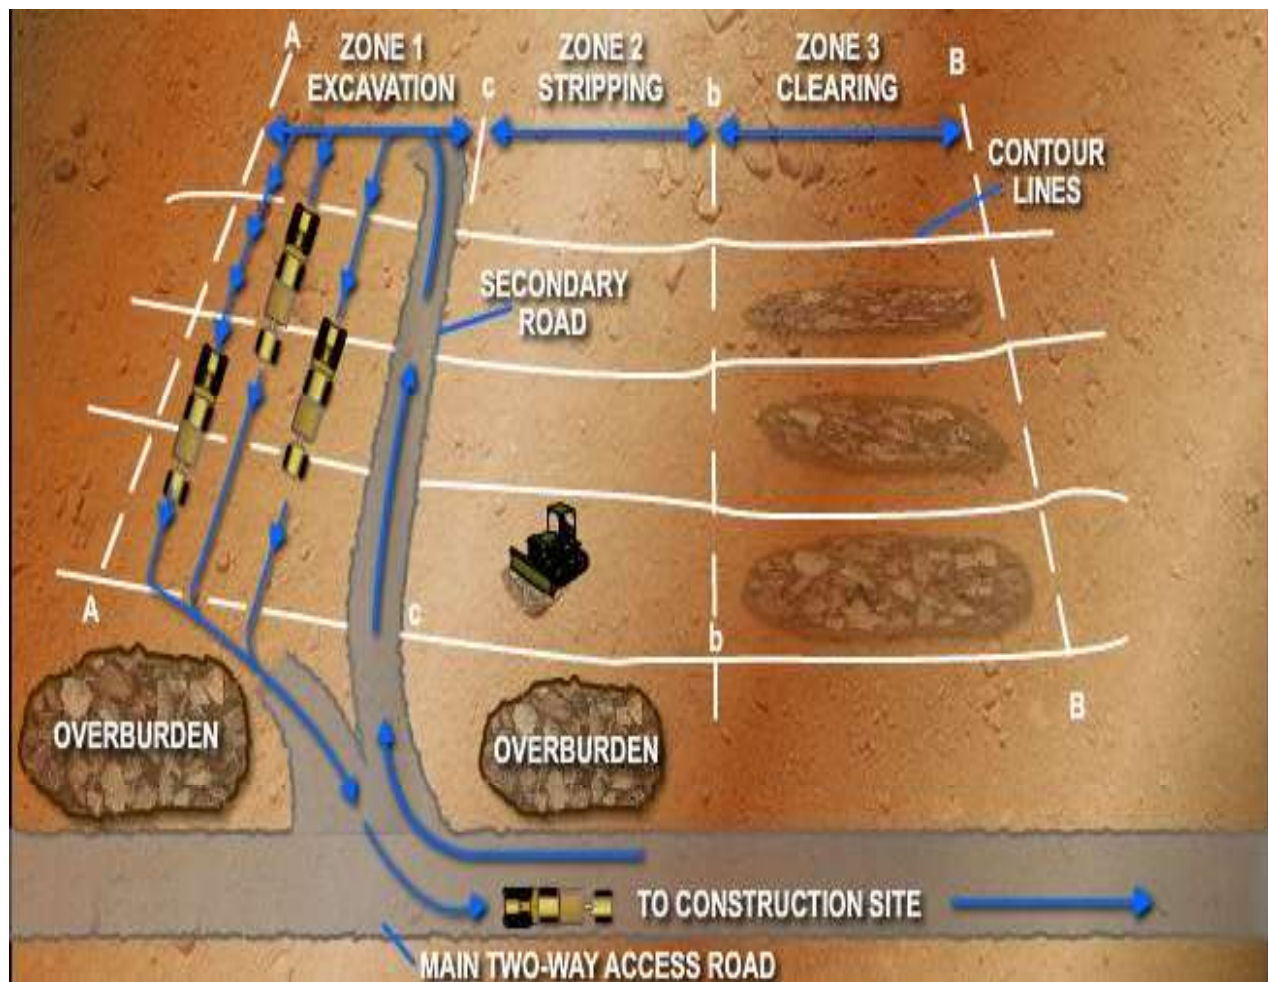 A
ZONE 1
EXCAVATION
c
ZONE 2
STRIPPING
b
ZONE 3
CLEARING
B
CONTOUR
LINES
SECONDARY
ROAD
A
c
b
B
OVERBURDEN
OVERBURDEN
TO CONSTRUCTION SITE
MAIN TWO-WAY ACCESS ROAD